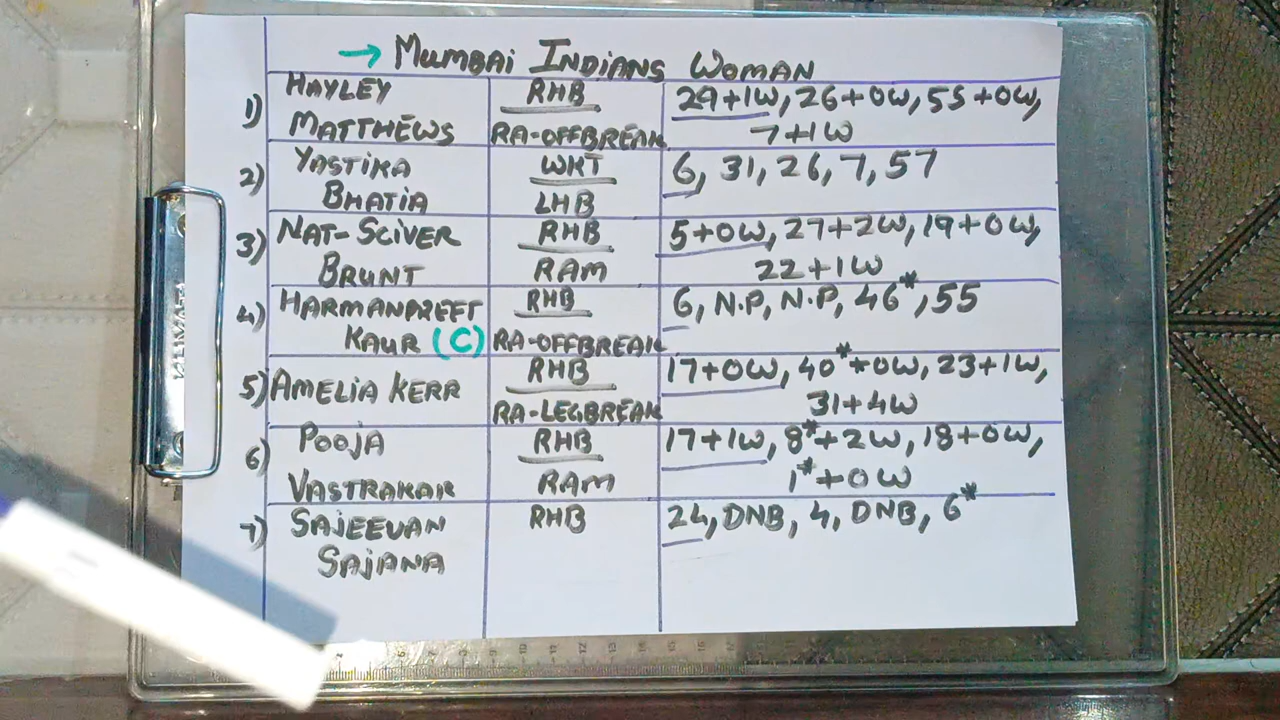 → MUMBAI INDIANS WOMAN
1) HAYLEY MATTHEWS RHB RA-OFFBREAK 29+1W, 26+0W, 55+0W, 7+1W
2) YASTIKA BHATIA WKT LHB 6, 31, 26, 7, 57
3) NAT-SCIVER BRUNT RHB RAM 5+0W, 27+2W, 19+0W, 22+1W
4) HARMANPREET KAUR (C) RHB RA-OFFBREAK 6, N.P, N.P, 46*, 55
5) AMELIA KERR RHB RA-LEGBREAK 17+0W, 40*+0W, 23+1W, 31+4W
6) POOJA VASTRAKAR RHB RAM 17+1W, 8*+2W, 18+0W, 1*+0W
7) SAJEEVAN SAJANA RHB 24, DNB, 4, DNB, 6*